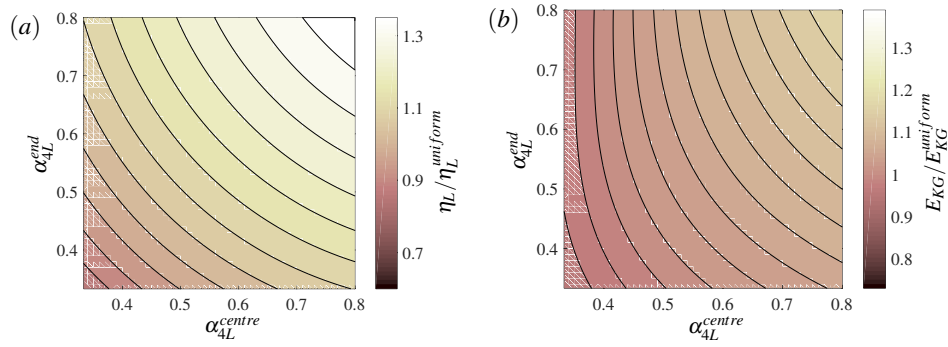 (a)
0.8
0.7
0.6
0.5
0.4
α_{4L}^{end}
0.4 0.5 0.6 0.7 0.8
α_{4L}^{centre}
1.3
1.1
0.9
0.7
η_L/η_L^{uniform}
(b)
0.8
0.7
0.6
0.5
0.4
α_{4L}^{end}
0.4 0.5 0.6 0.7 0.8
α_{4L}^{centre}
1.3
1.2
1.1
1
0.9
0.8
E_{KG}/E_{KG}^{uniform}